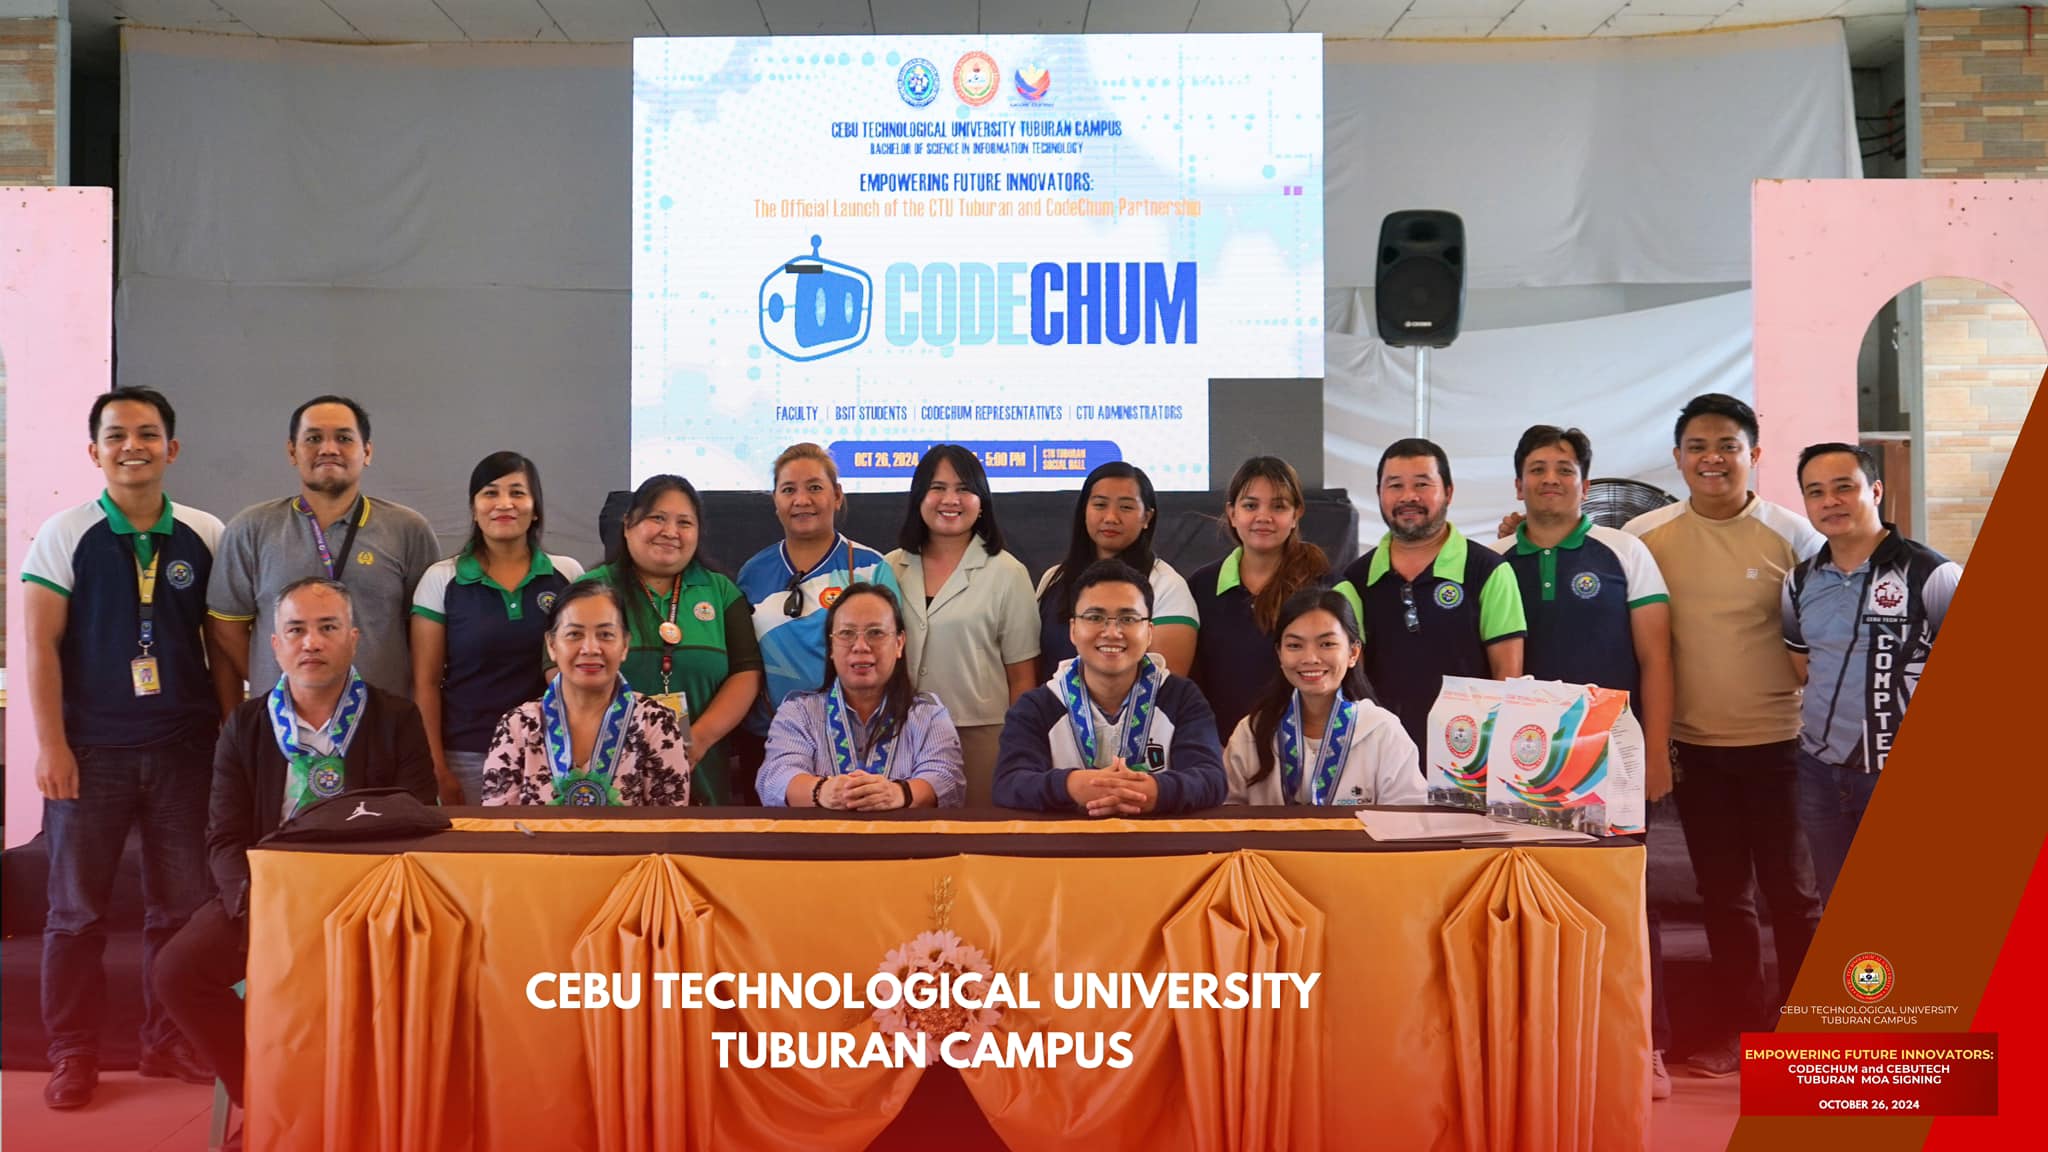 CEBU TECHNOLOGICAL UNIVERSITY TUBURAN CAMPUS
BACHELOR OF SCIENCE IN INFORMATION TECHNOLOGY
EMPOWERING FUTURE INNOVATORS:
The Official Launch of the CTU Tuburan and CodeChum Partnership
CODECHUM
FACULTY | BSIT STUDENTS | CODECHUM REPRESENTATIVES | CTU ADMINISTRATORS
OCT 26, 2024 | - 5:00 PM | CTU TUBURAN
SOCIAL HALL
CEBU TECH
COMPTEC
CODECHUM
CEBU TECHNOLOGICAL UNIVERSITY
TUBURAN CAMPUS
CEBU TECHNOLOGICAL UNIVERSITY
TUBURAN CAMPUS
EMPOWERING FUTURE INNOVATORS:
CODECHUM and CEBUTECH
TUBURAN MOA SIGNING
OCTOBER 26, 2024